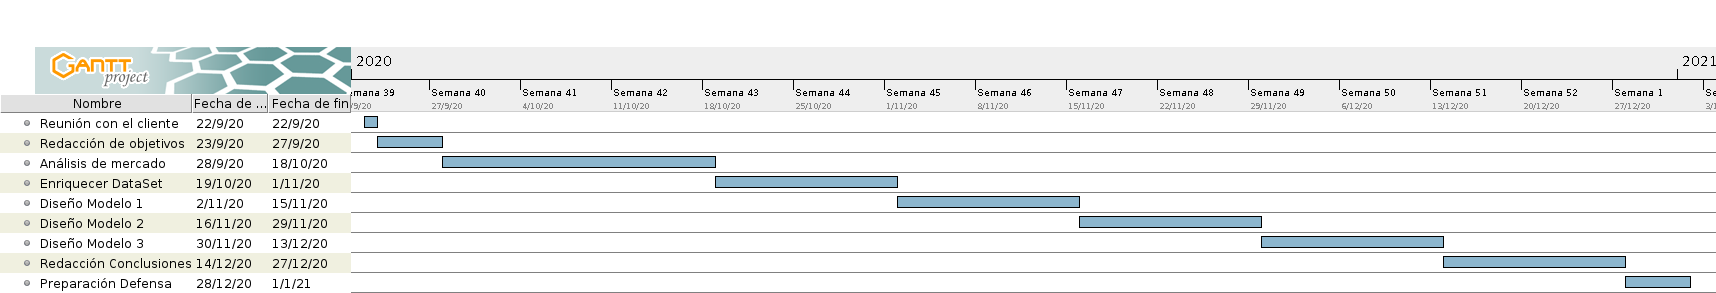 2020
2021
GANTT
project
emana 39 Semana 40 Semana 41 Semana 42 Semana 43 Semana 44 Semana 45 Semana 46 Semana 47 Semana 48 Semana 49 Semana 50 Semana 51 Semana 52 Semana 1 Se
Nombre Fecha de ... Fecha de fin /9/20 27/9/20 4/10/20 11/10/20 18/10/20 25/10/20 1/11/20 8/11/20 15/11/20 22/11/20 29/11/20 6/12/20 13/12/20 20/12/20 27/12/20 3/
Reunión con el cliente 22/9/20 22/9/20
Redacción de objetivos 23/9/20 27/9/20
Análisis de mercado 28/9/20 18/10/20
Enriquecer DataSet 19/10/20 1/11/20
Diseño Modelo 1 2/11/20 15/11/20
Diseño Modelo 2 16/11/20 29/11/20
Diseño Modelo 3 30/11/20 13/12/20
Redacción Conclusiones 14/12/20 27/12/20
Preparación Defensa 28/12/20 1/1/21